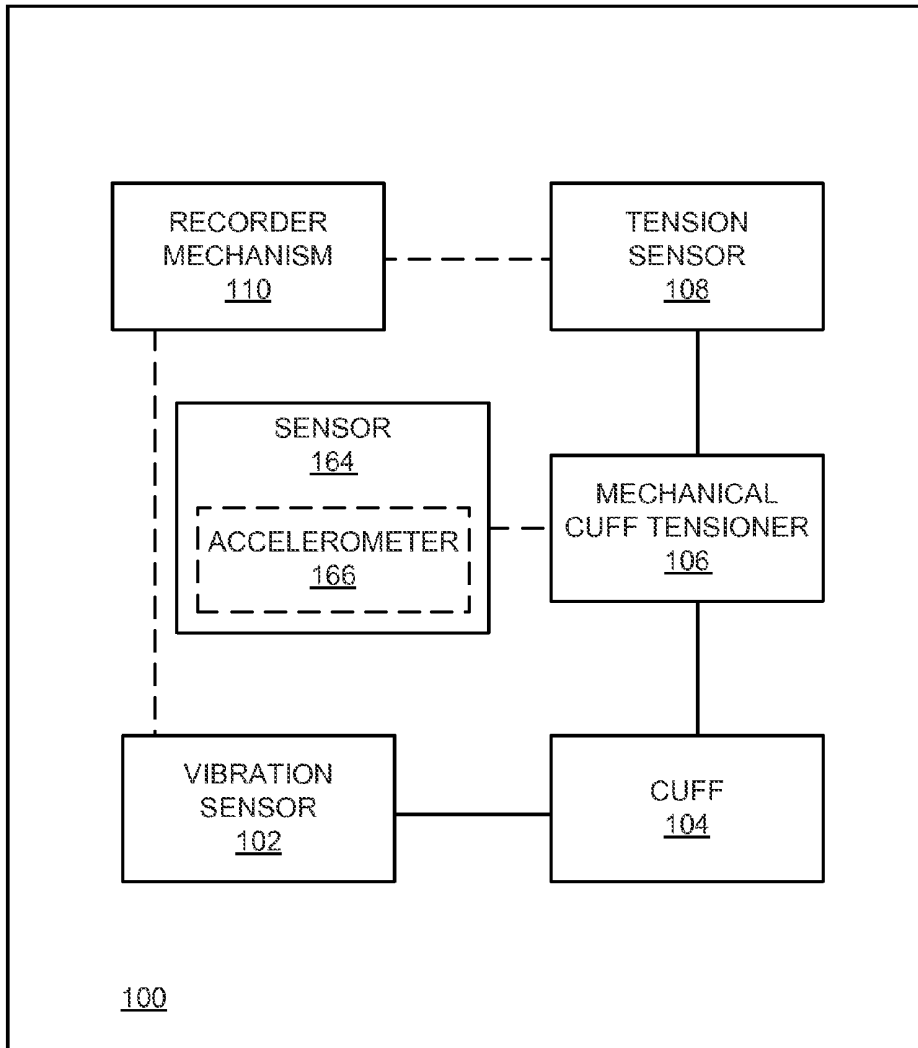 RECORDER
MECHANISM
110
TENSION
SENSOR
108
SENSOR
164
ACCELEROMETER
166
MECHANICAL
CUFF TENSIONER
106
VIBRATION
SENSOR
102
CUFF
104
100